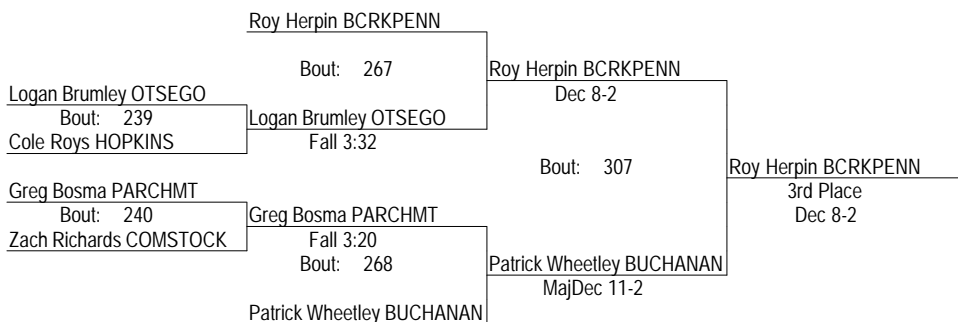 Roy Herpin BCRKPENN
Bout: 267
Roy Herpin BCRKPENN
Dec 8-2
Logan Brumley OTSEGO
Bout: 239
Logan Brumley OTSEGO
Cole Roys HOPKINS
Fall 3:32
Bout: 307
Roy Herpin BCRKPENN
3rd Place
Dec 8-2
Greg Bosma PARCHMT
Bout: 240
Greg Bosma PARCHMT
Zach Richards COMSTOCK
Fall 3:20
Bout: 268
Patrick Wheetley BUCHANAN
MajDec 11-2
Patrick Wheetley BUCHANAN